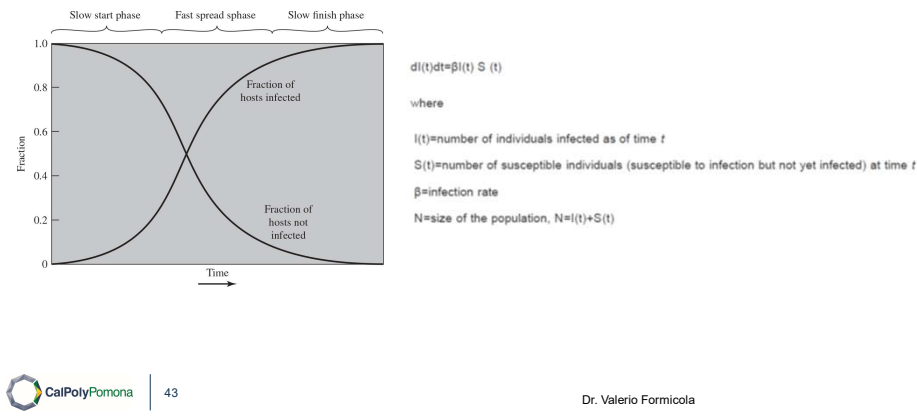 Slow start phase
Fast spread sphase
Slow finish phase
1.0
0.8
0.6
0.4
0.2
0
Fraction
Fraction of
hosts infected
Fraction of
hosts not
infected
Time
dI(t)dt=βI(t) S (t)
where
I(t)=number of individuals infected as of time t
S(t)=number of susceptible individuals (susceptible to infection but not yet infected) at time t
β=infection rate
N=size of the population, N=I(t)+S(t)
CalPolyPomona
43
Dr. Valerio Formicola